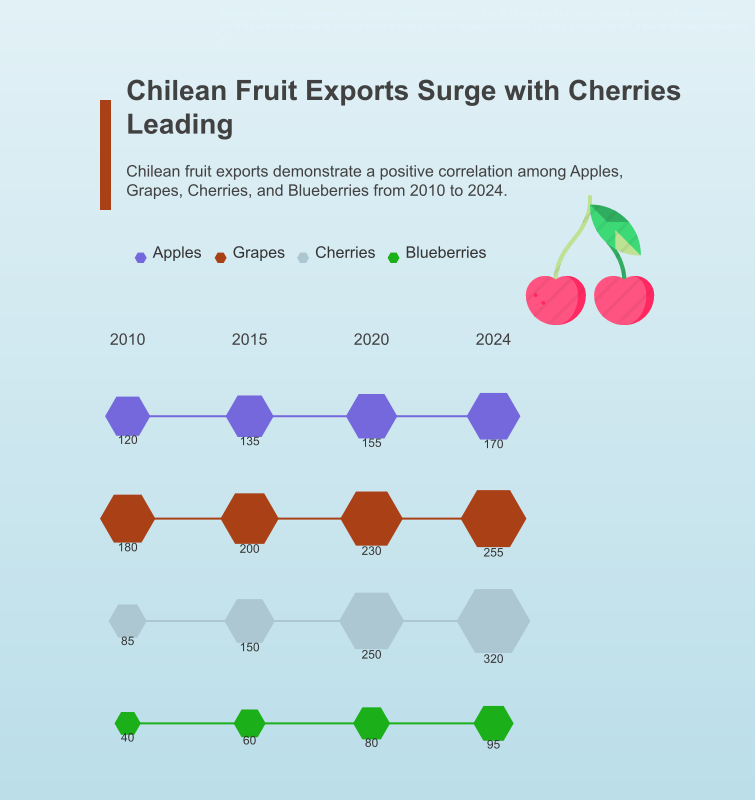 Chilean Fruit Exports Surge with Cherries
Leading
Chilean fruit exports demonstrate a positive correlation among Apples,
Grapes, Cherries, and Blueberries from 2010 to 2024.
Apples Grapes Cherries Blueberries
2010 2015 2020 2024
120 135 155 170
180 200 230 255
85 150 250 320
40 60 80 95